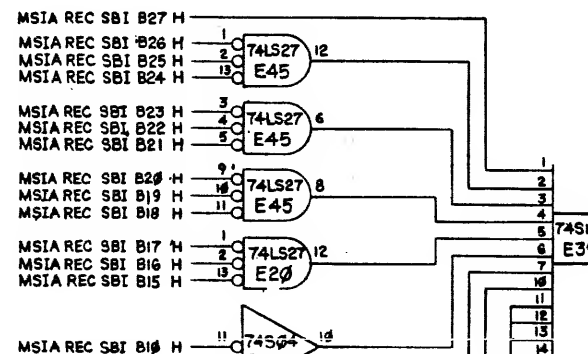 MSIA REC SBI B27 H
MSIA REC SBI B26 H 1
MSIA REC SBI B25 H 2
MSIA REC SBI B24 H 13
74LS27 12
E45
MSIA REC SBI B23 H 3
MSIA REC SBI B22 H 4
MSIA REC SBI B21 H 5
74LS27 6
E45
MSIA REC SBI B20 H 9
MSIA REC SBI B19 H 10
MSIA REC SBI B18 H 11
74LS27 8
E45
MSIA REC SBI B17 H 1
MSIA REC SBI B16 H 2
MSIA REC SBI B15 H 13
74LS27 12
E20
MSIA REC SBI B10 H 11
74S04 10
1
2
3
4
5
6
7
10
11
12
13
14
74S1
E3